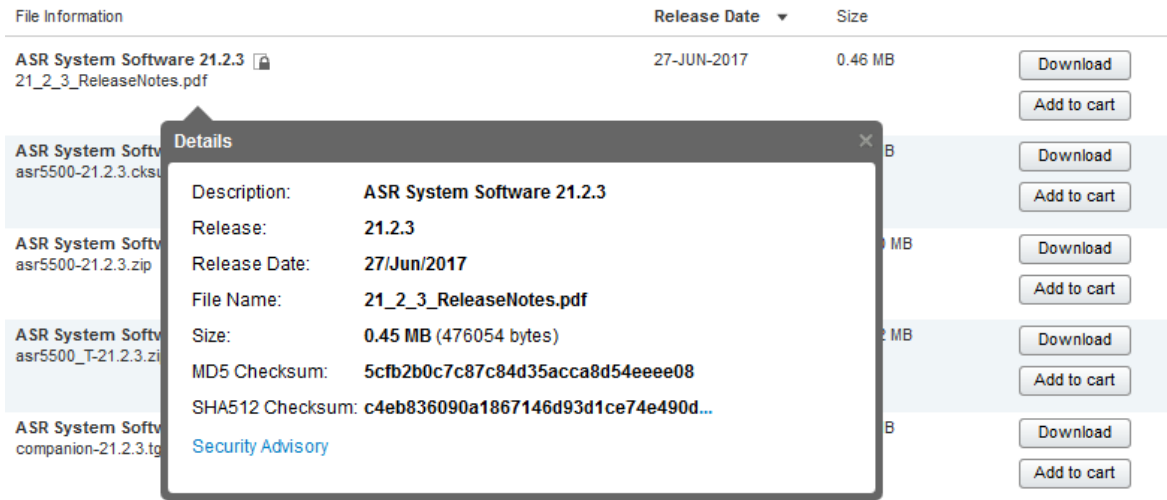 File Information Release Date Size
ASR System Software 21.2.3 27-JUN-2017 0.46 MB Download
21_2_3_ReleaseNotes.pdf
Add to cart
Details
ASR System Softw B Download
asr5500-21.2.3.cksu
Description: ASR System Software 21.2.3 Add to cart
Release: 21.2.3
ASR System Softw MB Download
asr5500-21.2.3.zip Release Date: 27/Jun/2017
File Name: 21_2_3_ReleaseNotes.pdf Add to cart
ASR System Softw Size: 0.45 MB (476054 bytes) MB Download
asr5500_T-21.2.3.zi
MD5 Checksum: 5cfb2b0c7c87c84d35acca8d54eeee08 Add to cart
SHA512 Checksum: c4eb836090a1867146d93d1ce74e490d...
ASR System Softw B Download
companion-21.2.3.tg Security Advisory
Add to cart